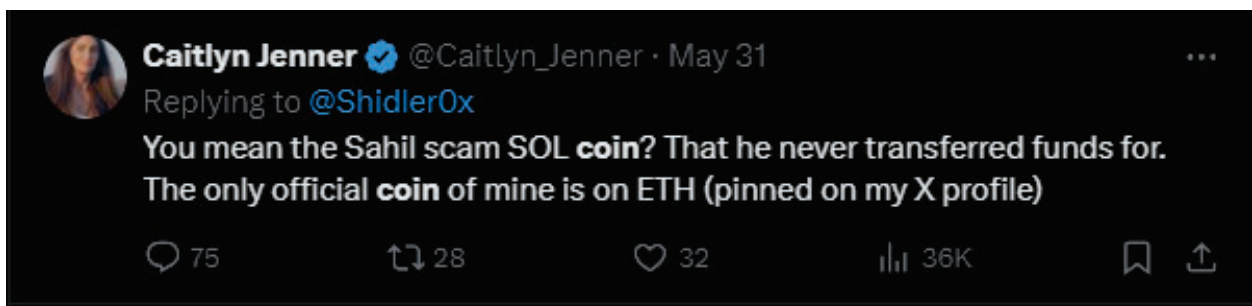 Caitlyn Jenner @Caitlyn_Jenner · May 31
Replying to @Shidler0x
You mean the Sahil scam SOL coin? That he never transferred funds for.
The only official coin of mine is on ETH (pinned on my X profile)
75 28 32 36K